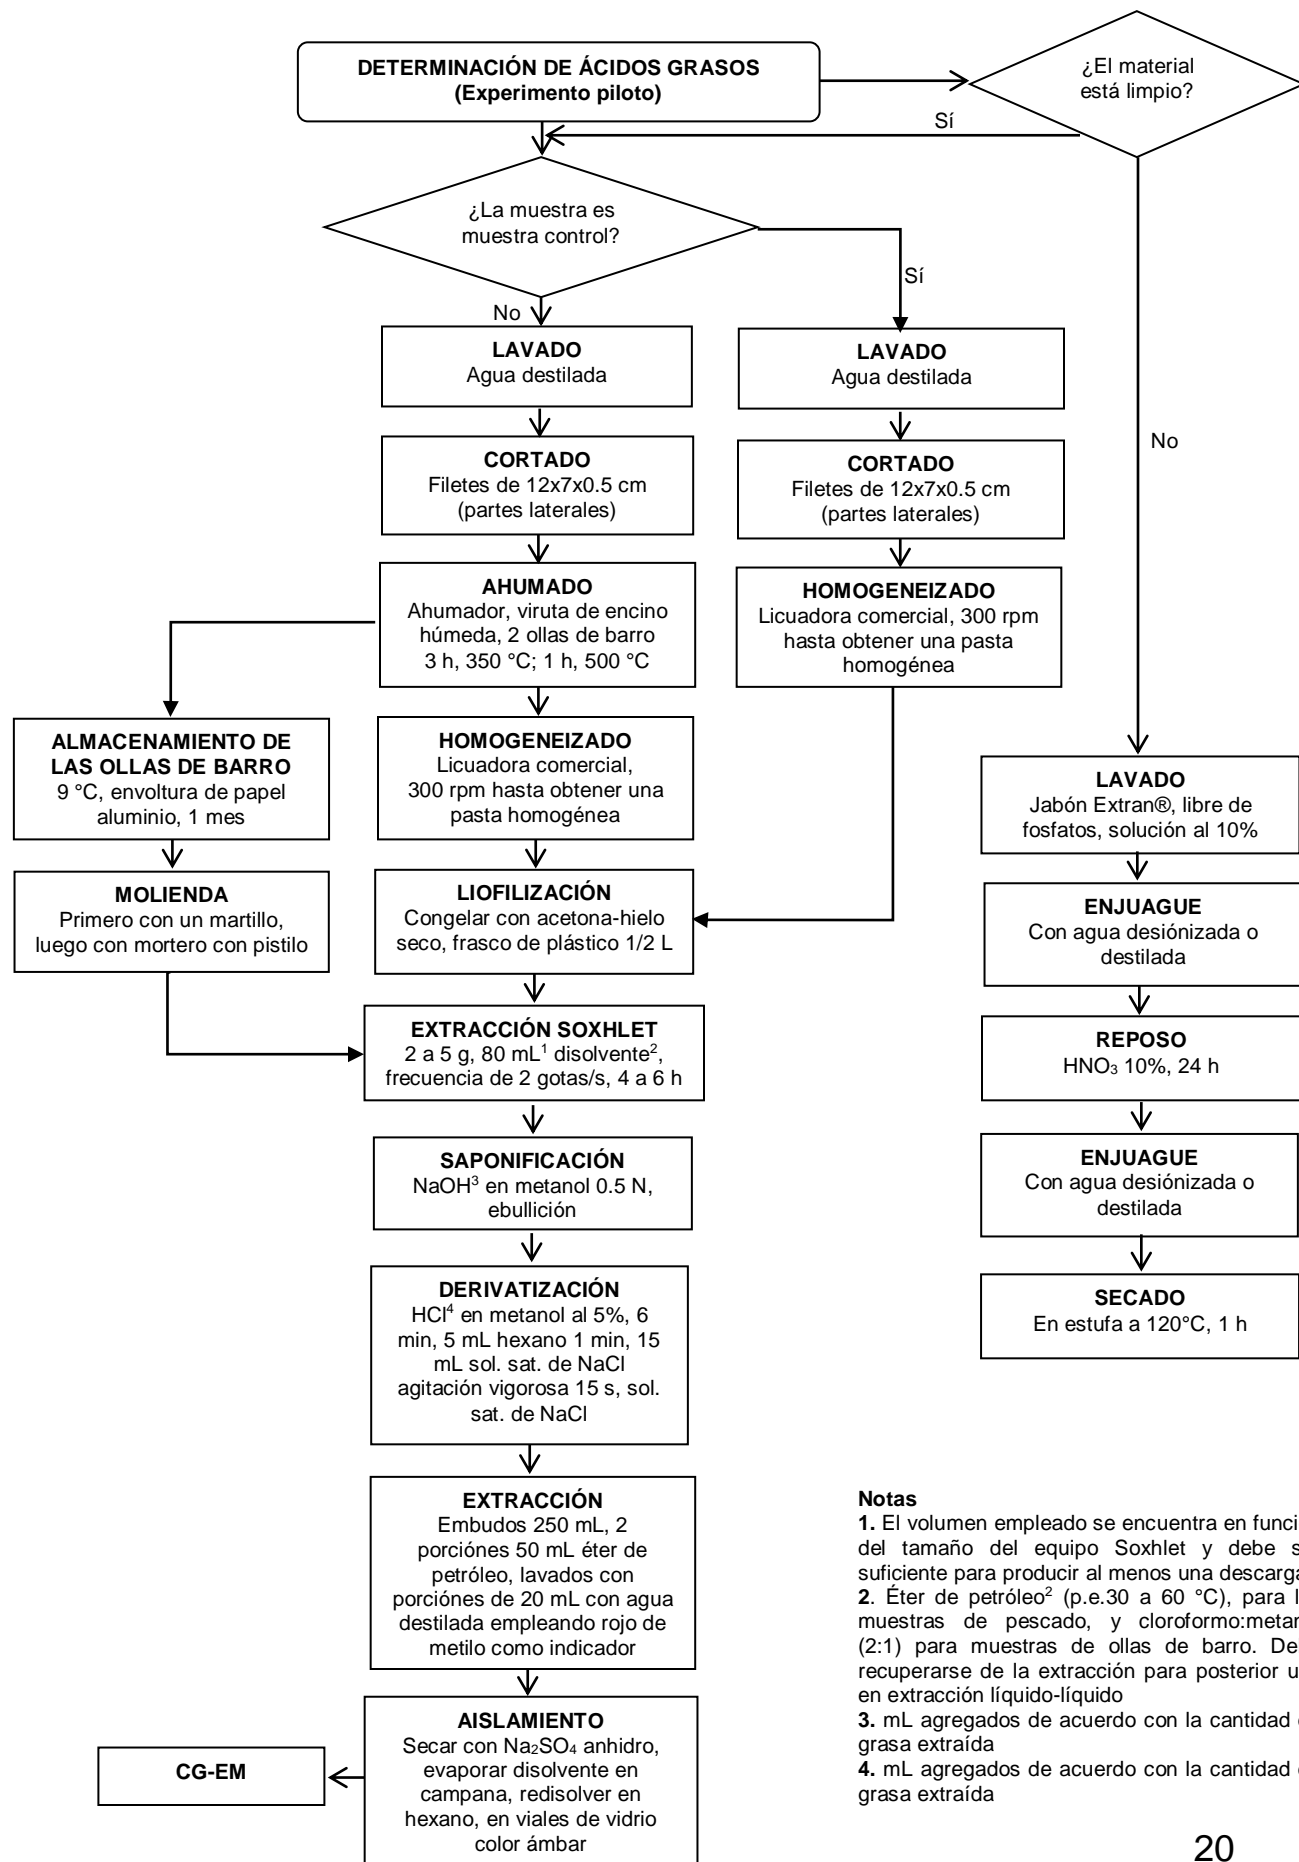 DETERMINACIÓN DE ÁCIDOS GRASOS
(Experimento piloto)
¿El material
está limpio?
Sí
¿La muestra es
muestra control?
Sí
No
LAVADO
Agua destilada
LAVADO
Agua destilada
No
CORTADO
Filetes de 12x7x0.5 cm
(partes laterales)
CORTADO
Filetes de 12x7x0.5 cm
(partes laterales)
AHUMADO
Ahumador, viruta de encino
húmeda, 2 ollas de barro
3 h, 350 °C; 1 h, 500 °C
HOMOGENEIZADO
Licuadora comercial, 300 rpm
hasta obtener una pasta
homogénea
ALMACENAMIENTO DE
LAS OLLAS DE BARRO
9 °C, envoltura de papel
aluminio, 1 mes
HOMOGENEIZADO
Licuadora comercial,
300 rpm hasta obtener una
pasta homogénea
LAVADO
Jabón Extran®, libre de
fosfatos, solución al 10%
MOLIENDA
Primero con un martillo,
luego con mortero con pistilo
LIOFILIZACIÓN
Congelar con acetona-hielo
seco, frasco de plástico 1/2 L
ENJUAGUE
Con agua desiónizada o
destilada
EXTRACCIÓN SOXHLET
2 a 5 g, 80 mL¹ disolvente²,
frecuencia de 2 gotas/s, 4 a 6 h
REPOSO
HNO₃ 10%, 24 h
SAPONIFICACIÓN
NaOH³ en metanol 0.5 N,
ebullición
ENJUAGUE
Con agua desiónizada o
destilada
DERIVATIZACIÓN
HCl⁴ en metanol al 5%, 6
min, 5 mL hexano 1 min, 15
mL sol. sat. de NaCl
agitación vigorosa 15 s, sol.
sat. de NaCl
SECADO
En estufa a 120°C, 1 h
EXTRACCIÓN
Embudos 250 mL, 2
porciónes 50 mL éter de
petróleo, lavados con
porciónes de 20 mL con agua
destilada empleando rojo de
metilo como indicador
AISLAMIENTO
Secar con Na₂SO₄ anhidro,
evaporar disolvente en
campana, redisolver en
hexano, en viales de vidrio
color ámbar
CG-EM
Notas
1. El volumen empleado se encuentra en funci
del tamaño del equipo Soxhlet y debe s
suficiente para producir al menos una descarga
2. Éter de petróleo² (p.e.30 a 60 °C), para l
muestras de pescado, y cloroformo:metan
(2:1) para muestras de ollas de barro. De
recuperarse de la extracción para posterior u
en extracción líquido-líquido
3. mL agregados de acuerdo con la cantidad
grasa extraída
4. mL agregados de acuerdo con la cantidad
grasa extraída
20